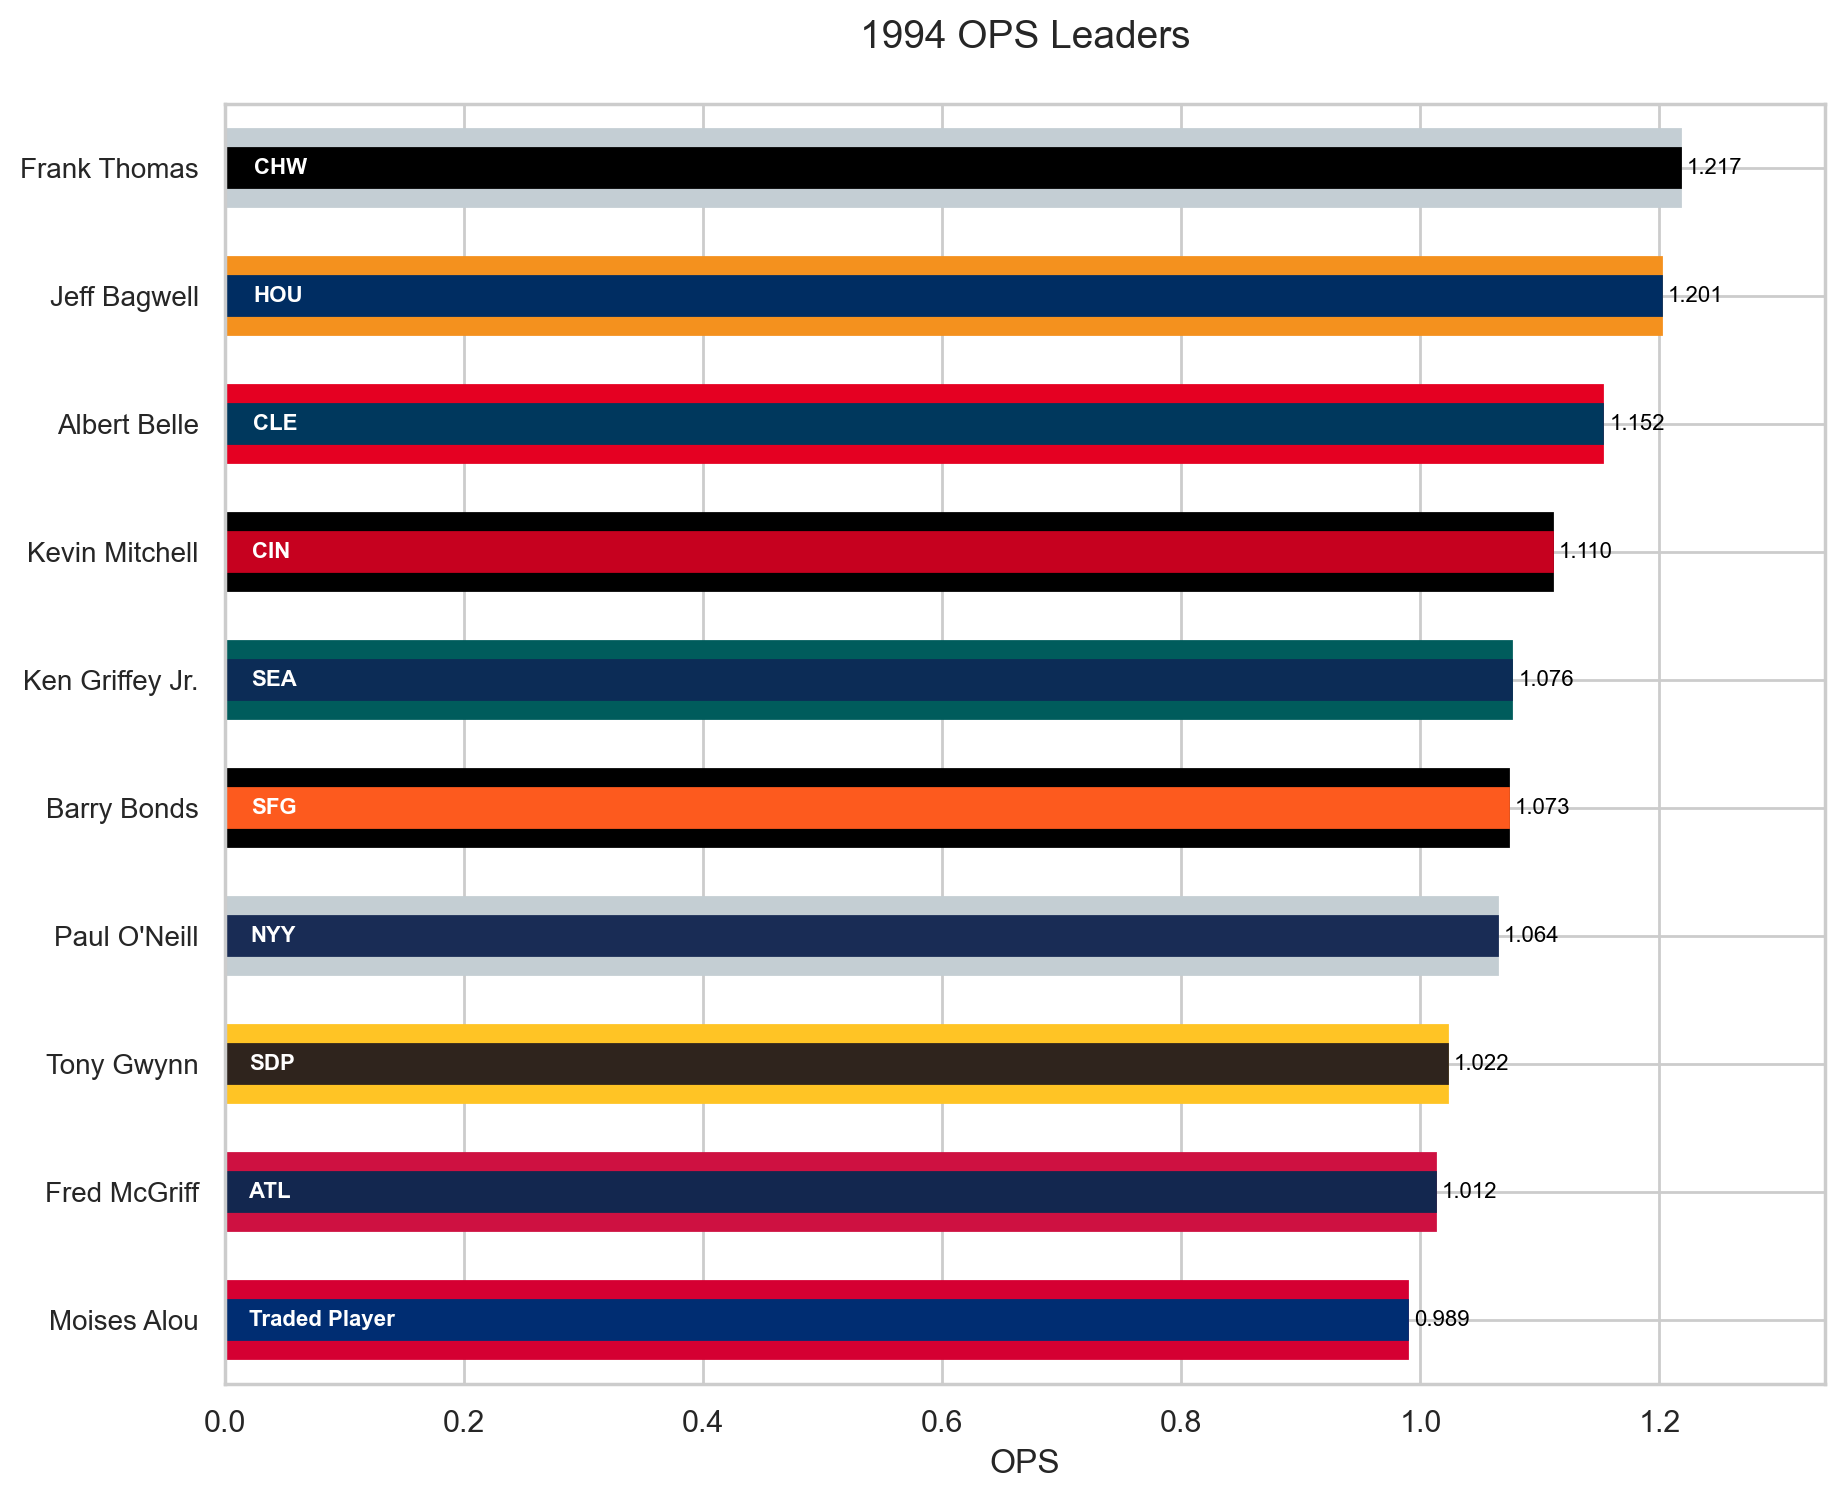 1994 OPS Leaders
Frank Thomas CHW 1.217
Jeff Bagwell HOU 1.201
Albert Belle CLE 1.152
Kevin Mitchell CIN 1.110
Ken Griffey Jr. SEA 1.076
Barry Bonds SFG 1.073
Paul O'Neill NYY 1.064
Tony Gwynn SDP 1.022
Fred McGriff ATL 1.012
Moises Alou Traded Player 0.989
0.0 0.2 0.4 0.6 0.8 1.0 1.2
OPS